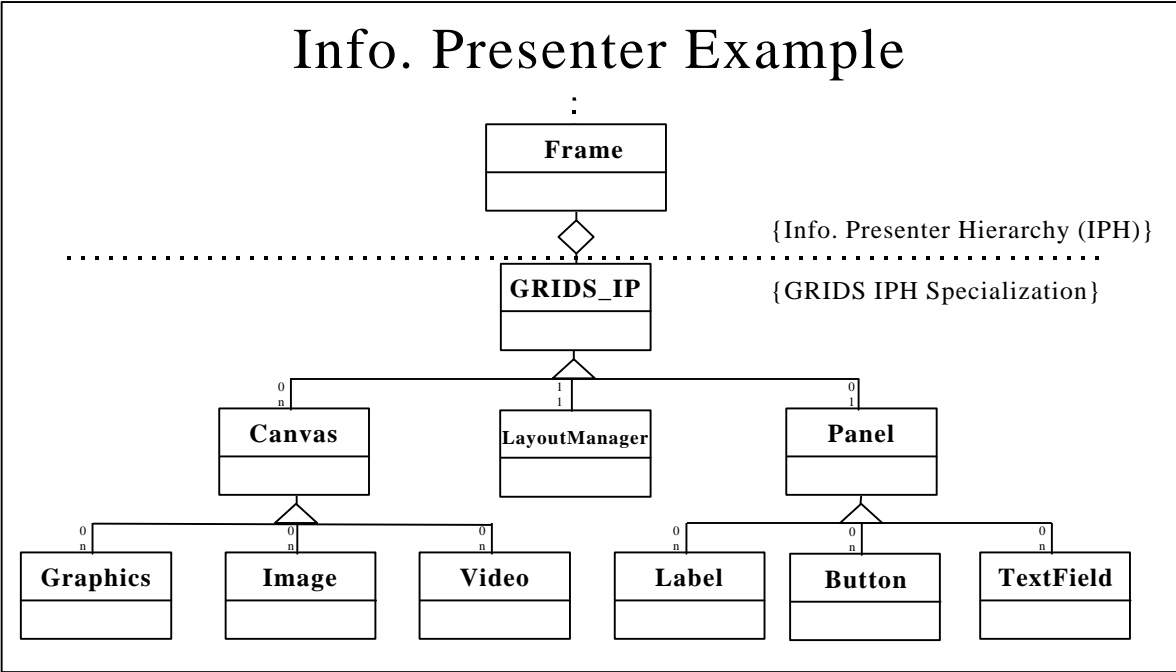 Info. Presenter Example
:
Frame
{Info. Presenter Hierarchy (IPH)}
GRIDS_IP
{GRIDS IPH Specialization}
0
n
1
1
0
1
Canvas
LayoutManager
Panel
0
n
0
n
0
n
0
n
0
n
0
n
Graphics
Image
Video
Label
Button
TextField